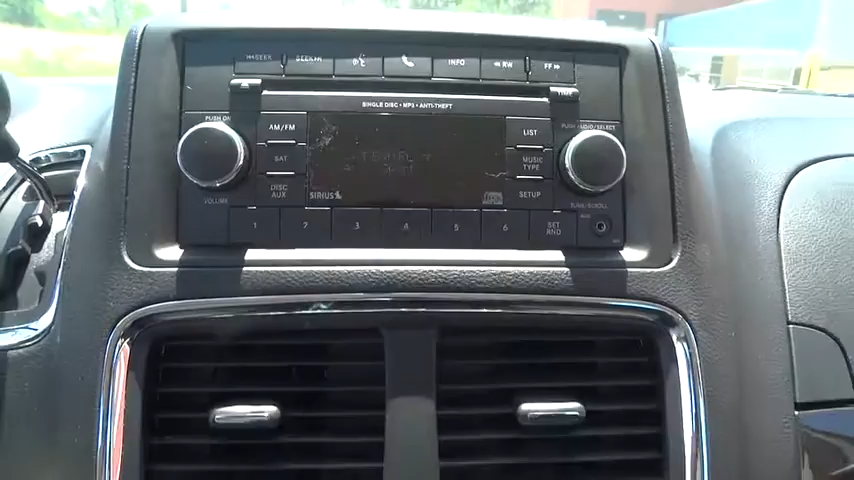 SEEK SEEK INFO RW FF
TIME
SINGLE DISC • MP3 • ANTI-THEFT
PUSH ON PUSH AUDIO/SELECT
AM/FM LIST
SAT MUSIC TYPE
DISC AUX SETUP
SIRIUS
VOLUME TUNE/SCROLL
1 2 3 4 5 6 SET RND
AUX